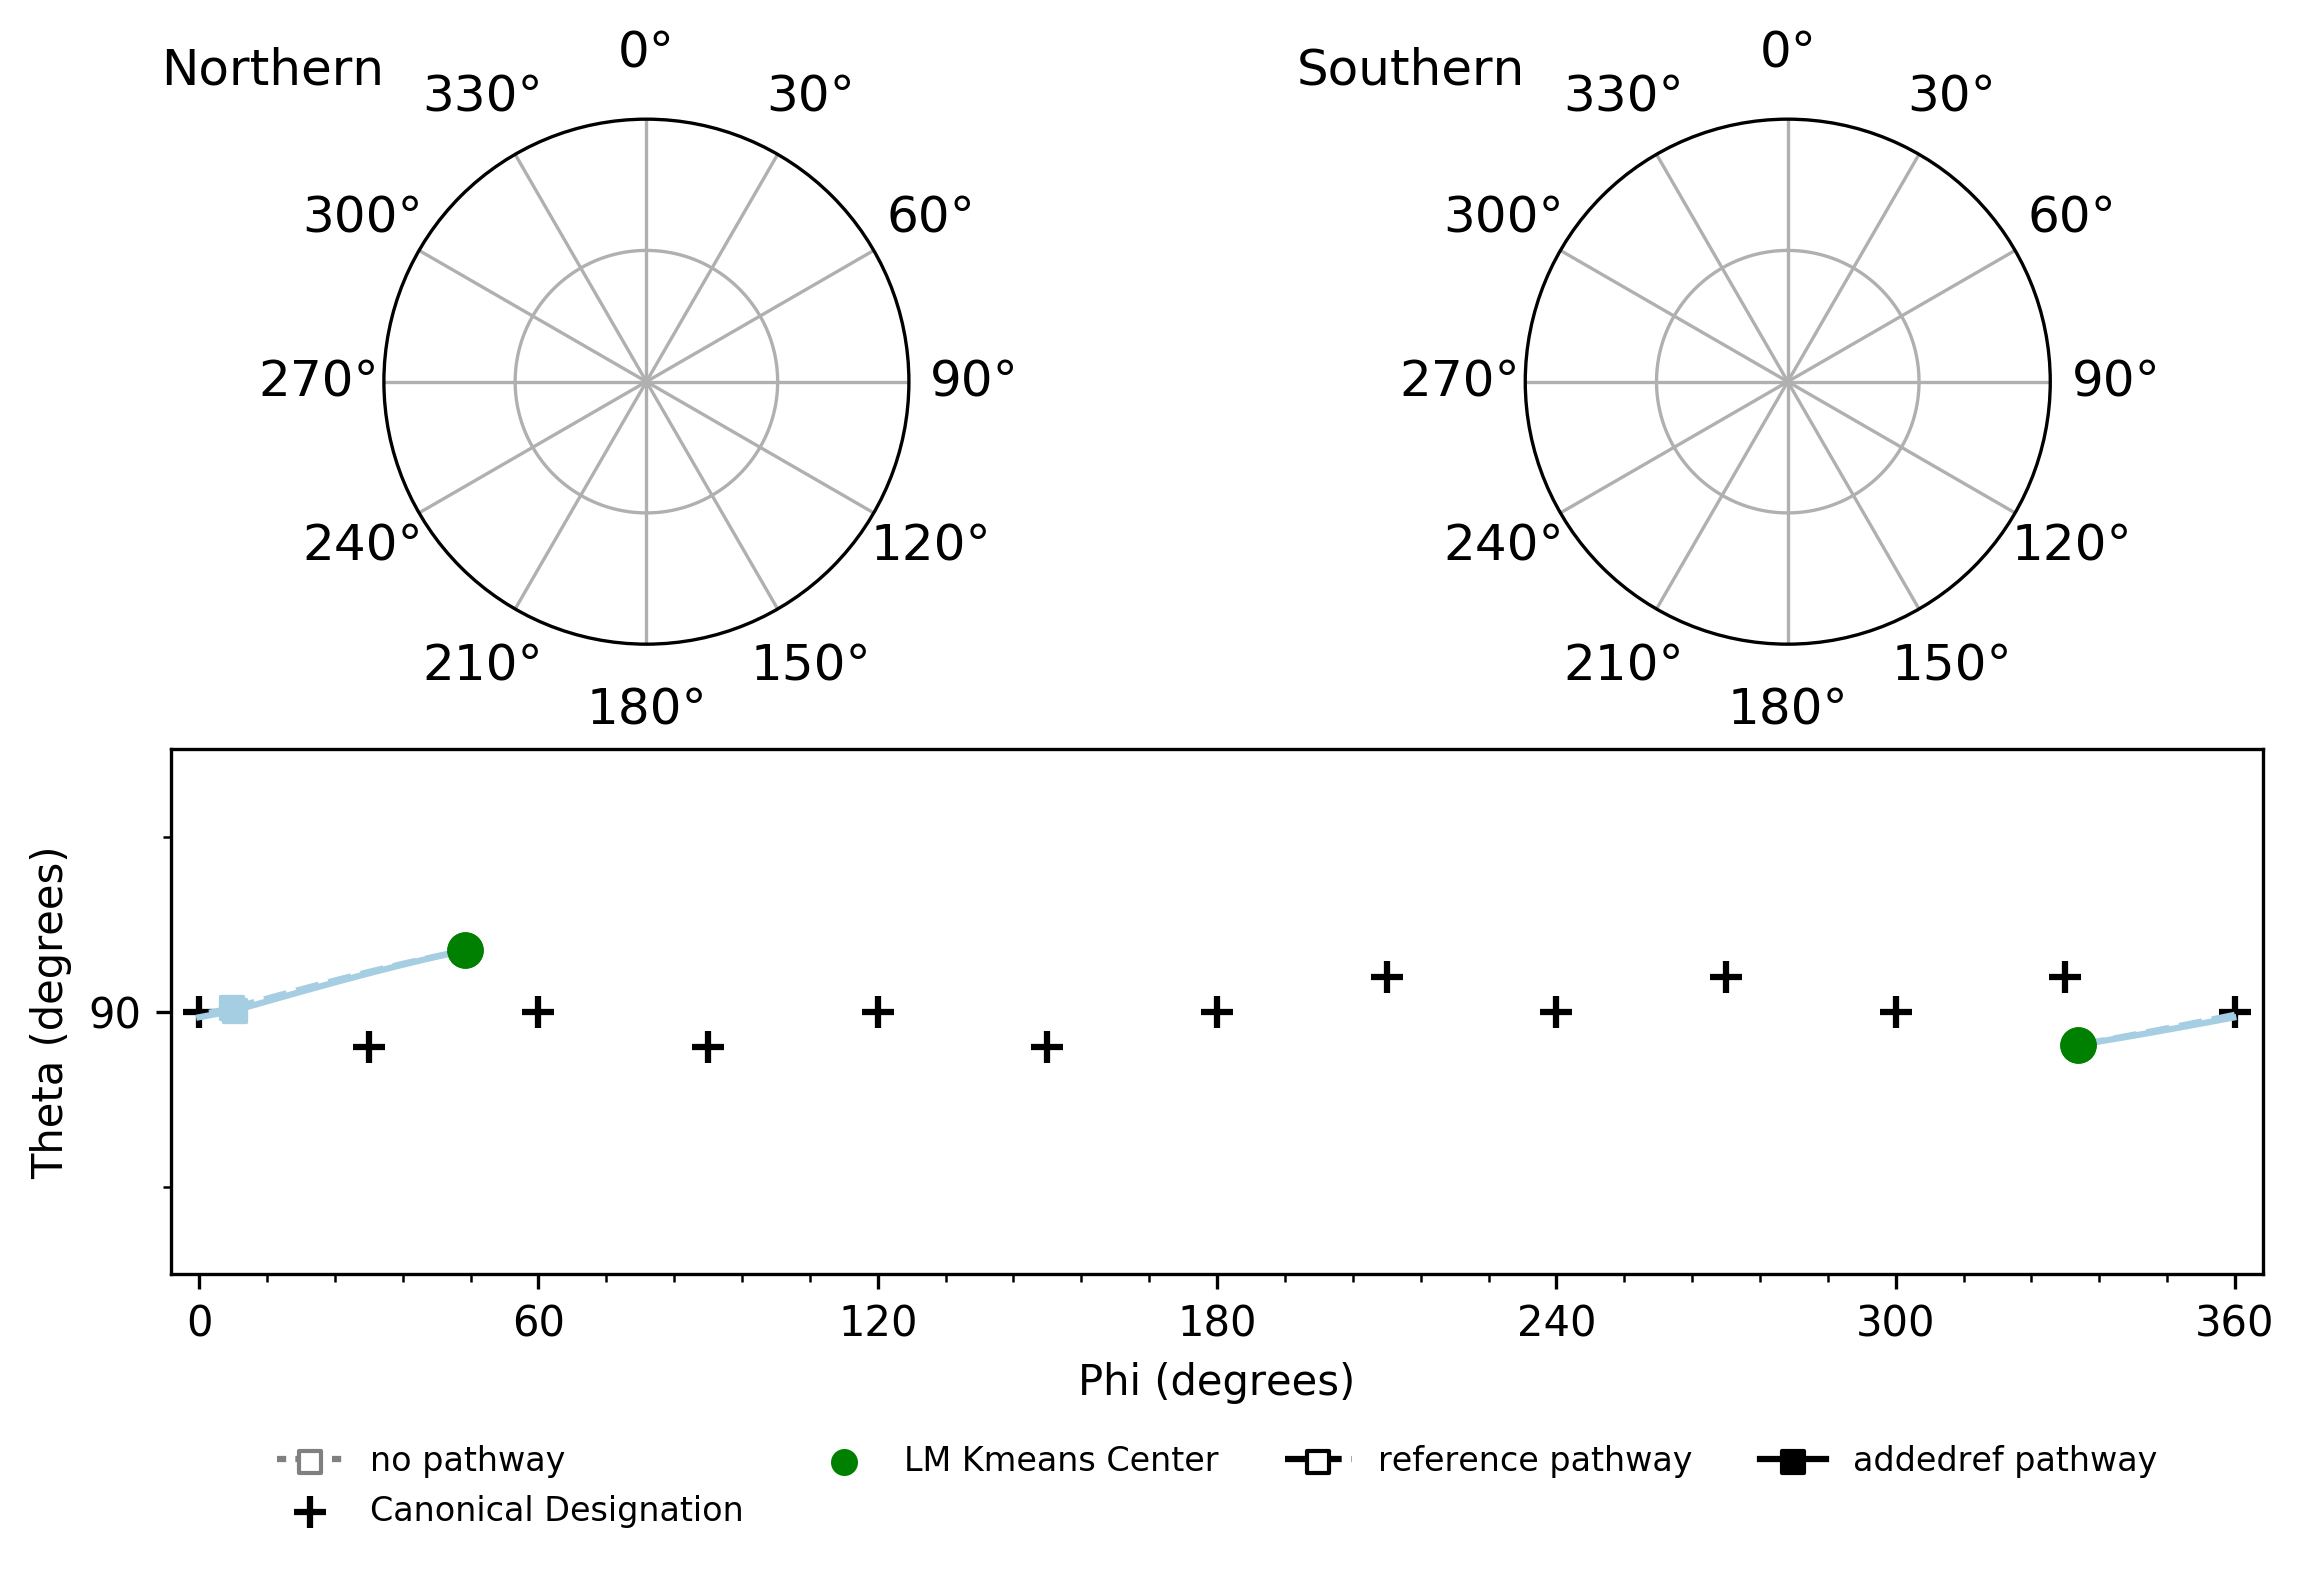 Northern
0°
30°
60°
90°
120°
150°
180°
210°
240°
270°
300°
330°
Southern
0°
30°
60°
90°
120°
150°
180°
210°
240°
270°
300°
330°
Theta (degrees)
90
0 60 120 180 240 300 360
Phi (degrees)
no pathway
Canonical Designation
LM Kmeans Center
reference pathway
addedref pathway